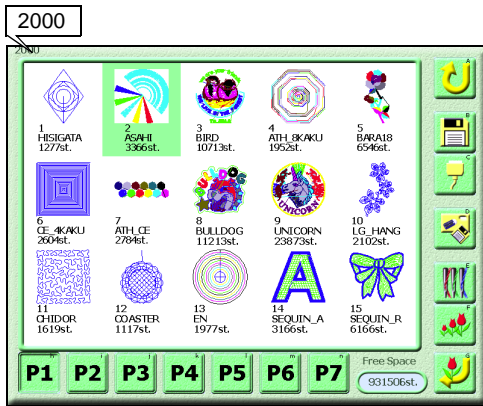 2000
2000
A
1
HISIGATA
1277st.
2
ASAHI
3366st.
3
BIRD
10713st.
4
ATH_8KAKU
1952st.
5
BARA18
6546st.
B
C
6
CE_4KAKU
2604st.
7
ATH_CE
2784st.
8
BULLDOG
11213st.
UNICORN
9
UNICORN
23873st.
10
LG_HANG
2102st.
D
E
11
CHIDOR
1619st.
12
COASTER
1117st.
13
EN
1977st.
A
14
SEQUIN_A
3166st.
15
SEQUIN_R
6166st.
F
h
P1
i
P2
j
P3
k
P4
l
P5
m
P6
n
P7
Free Space
931506st.
G